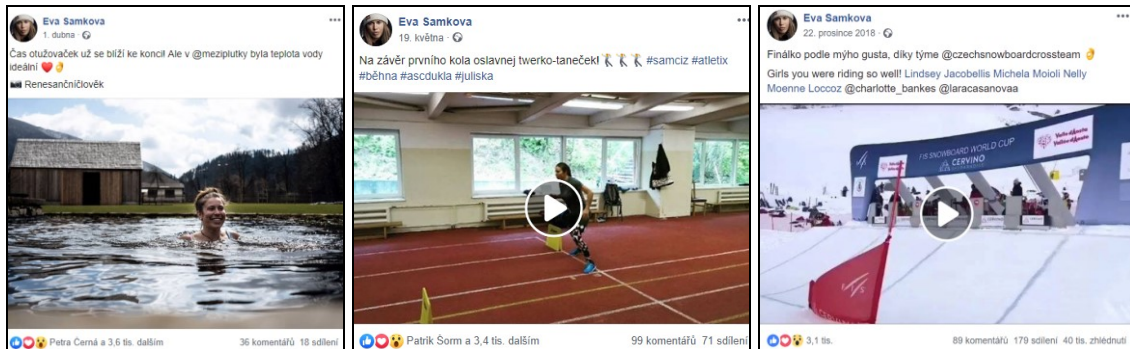 Eva Samkova
1. dubna
Čas otužovaček už se blíží ke konci! Ale v @meziplutky byla teplota vody
ideální ❤️👌
📷 Renesančníčlověk
Petra Černá a 3,6 tis. dalším
36 komentářů 18 sdílení
Eva Samkova
19. května
Na závěr prvního kola oslavnej twerko-taneček! #samciz #atletix
#běhna #ascdukla #juliska
Patrik Šorm a 3,4 tis. dalším
99 komentářů 71 sdílení
Eva Samkova
22. prosince 2018
Finálko podle mýho gusta, díky týme @czechsnowboardcrossteam 👌
Girls you were riding so well! Lindsey Jacobellis Michela Moioli Nelly
Moenne Loccoz @charlotte_bankes @laracasanovaa
FIS SNOWBOARD WORLD CUP
CERVINO
3,1 tis.
89 komentářů 179 sdílení 40 tis. zhlédnutí